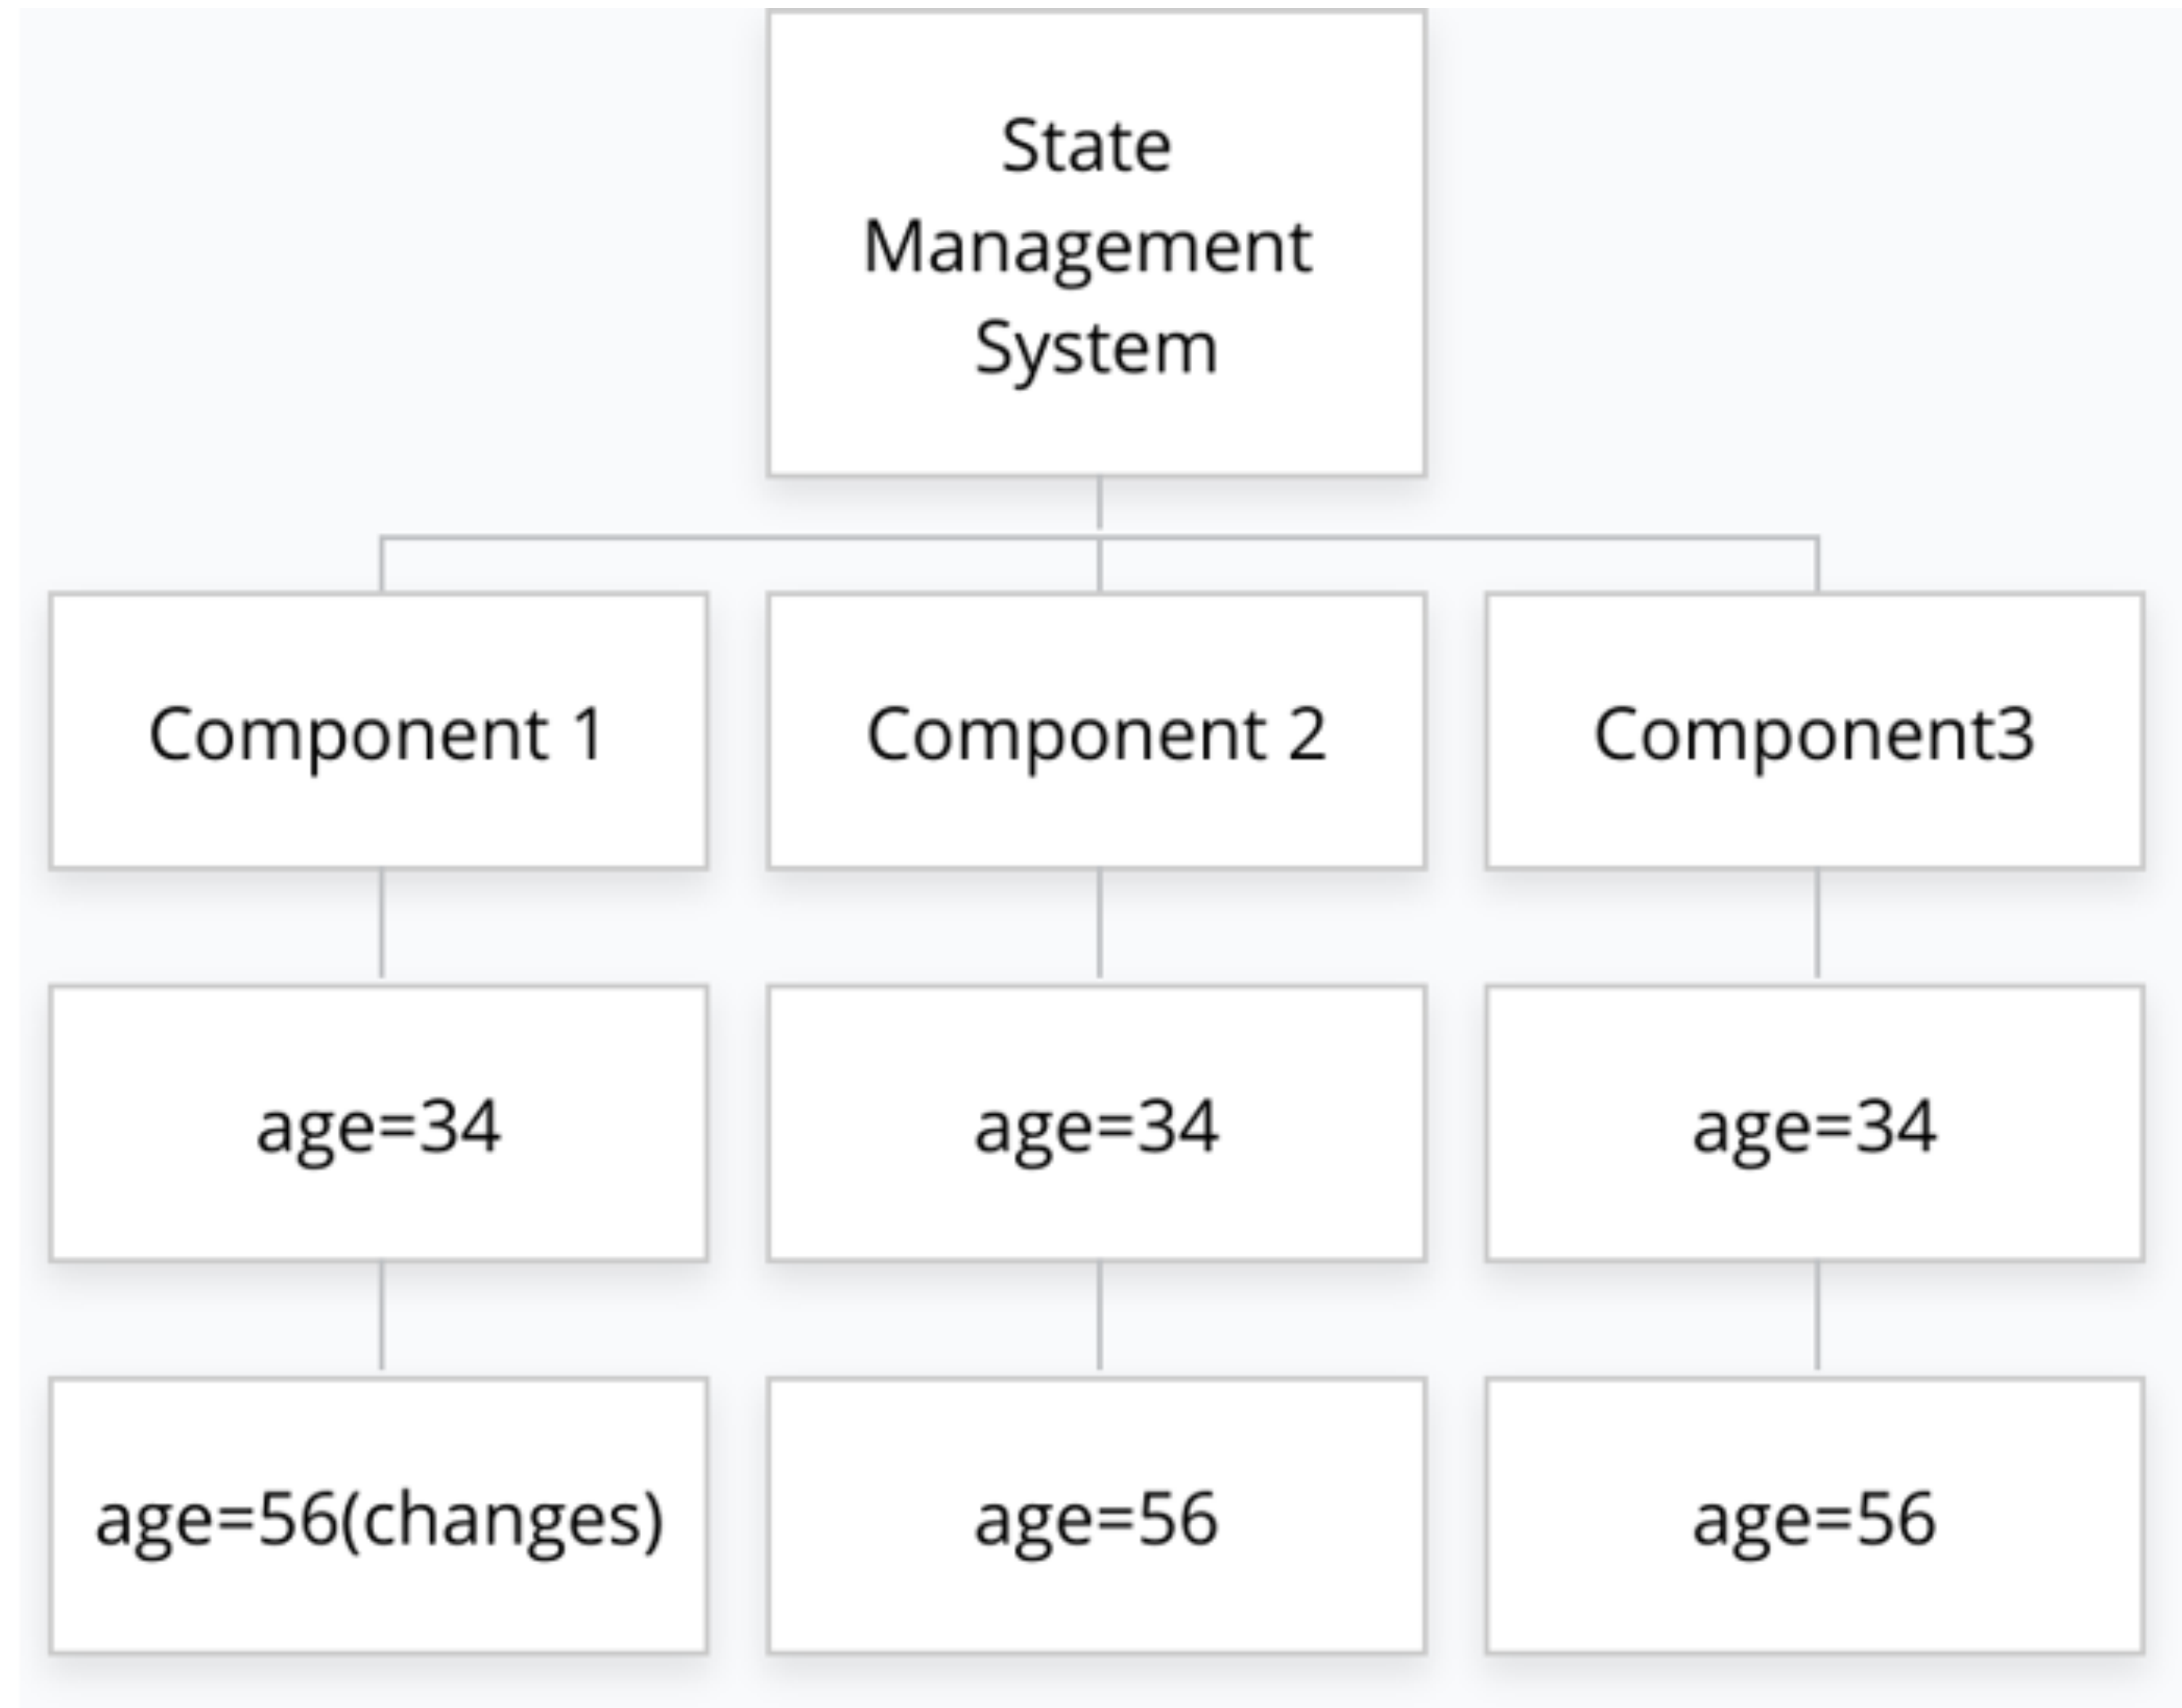 State
Management
System
Component 1
Component 2
Component3
age=34
age=34
age=34
age=56(changes)
age=56
age=56